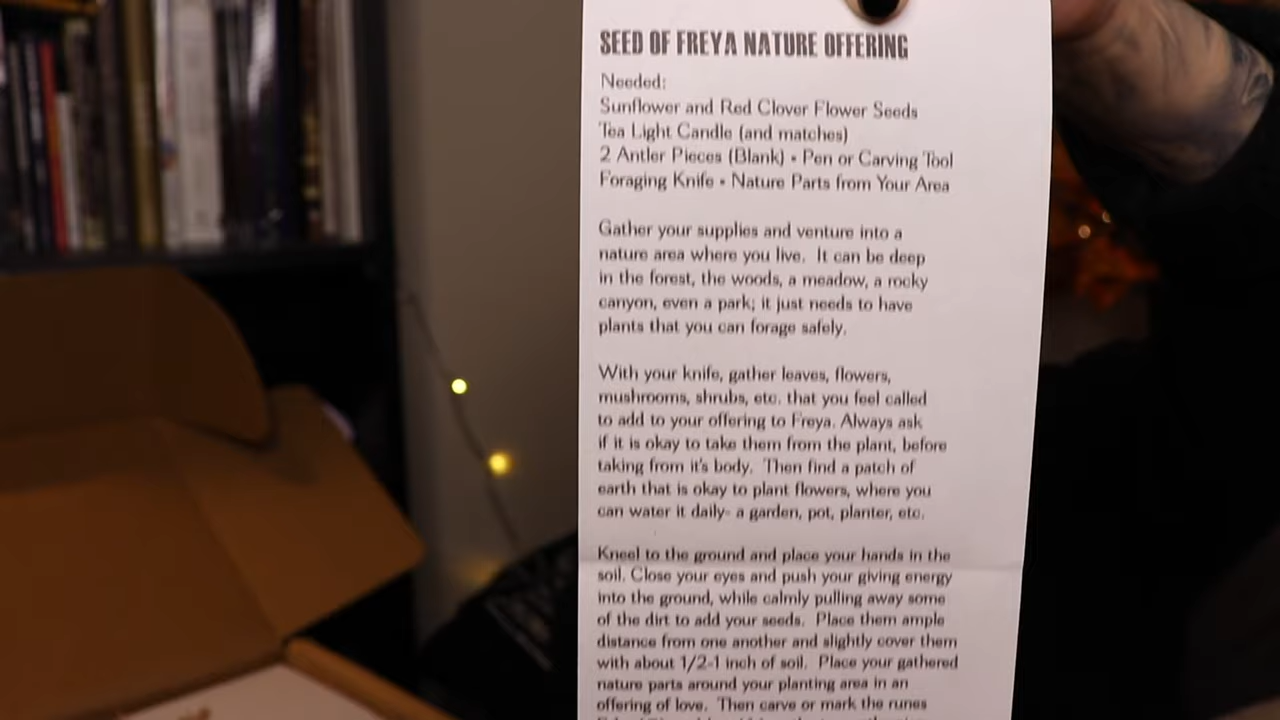 SEED OF FREYA NATURE OFFERING
Needed:
Sunflower and Red Clover Flower Seeds
Tea Light Candle (and matches)
2 Antler Pieces (Blank) • Pen or Carving Tool
Foraging Knife • Nature Parts from Your Area
Gather your supplies and venture into a
nature area where you live. It can be deep
in the forest, the woods, a meadow, a rocky
canyon, even a park; it just needs to have
plants that you can forage safely.
With your knife, gather leaves, flowers,
mushrooms, shrubs, etc. that you feel called
to add to your offering to Freya. Always ask
if it is okay to take them from the plant, before
taking from it's body. Then find a patch of
earth that is okay to plant flowers, where you
can water it daily- a garden, pot, planter, etc.
Kneel to the ground and place your hands in the
soil. Close your eyes and push your giving energy
into the ground, while calmly pulling away some
of the dirt to add your seeds. Place them ample
distance from one another and slightly cover them
with about 1/2-1 inch of soil. Place your gathered
nature parts around your planting area in an
offering of love. Then carve or mark the runes